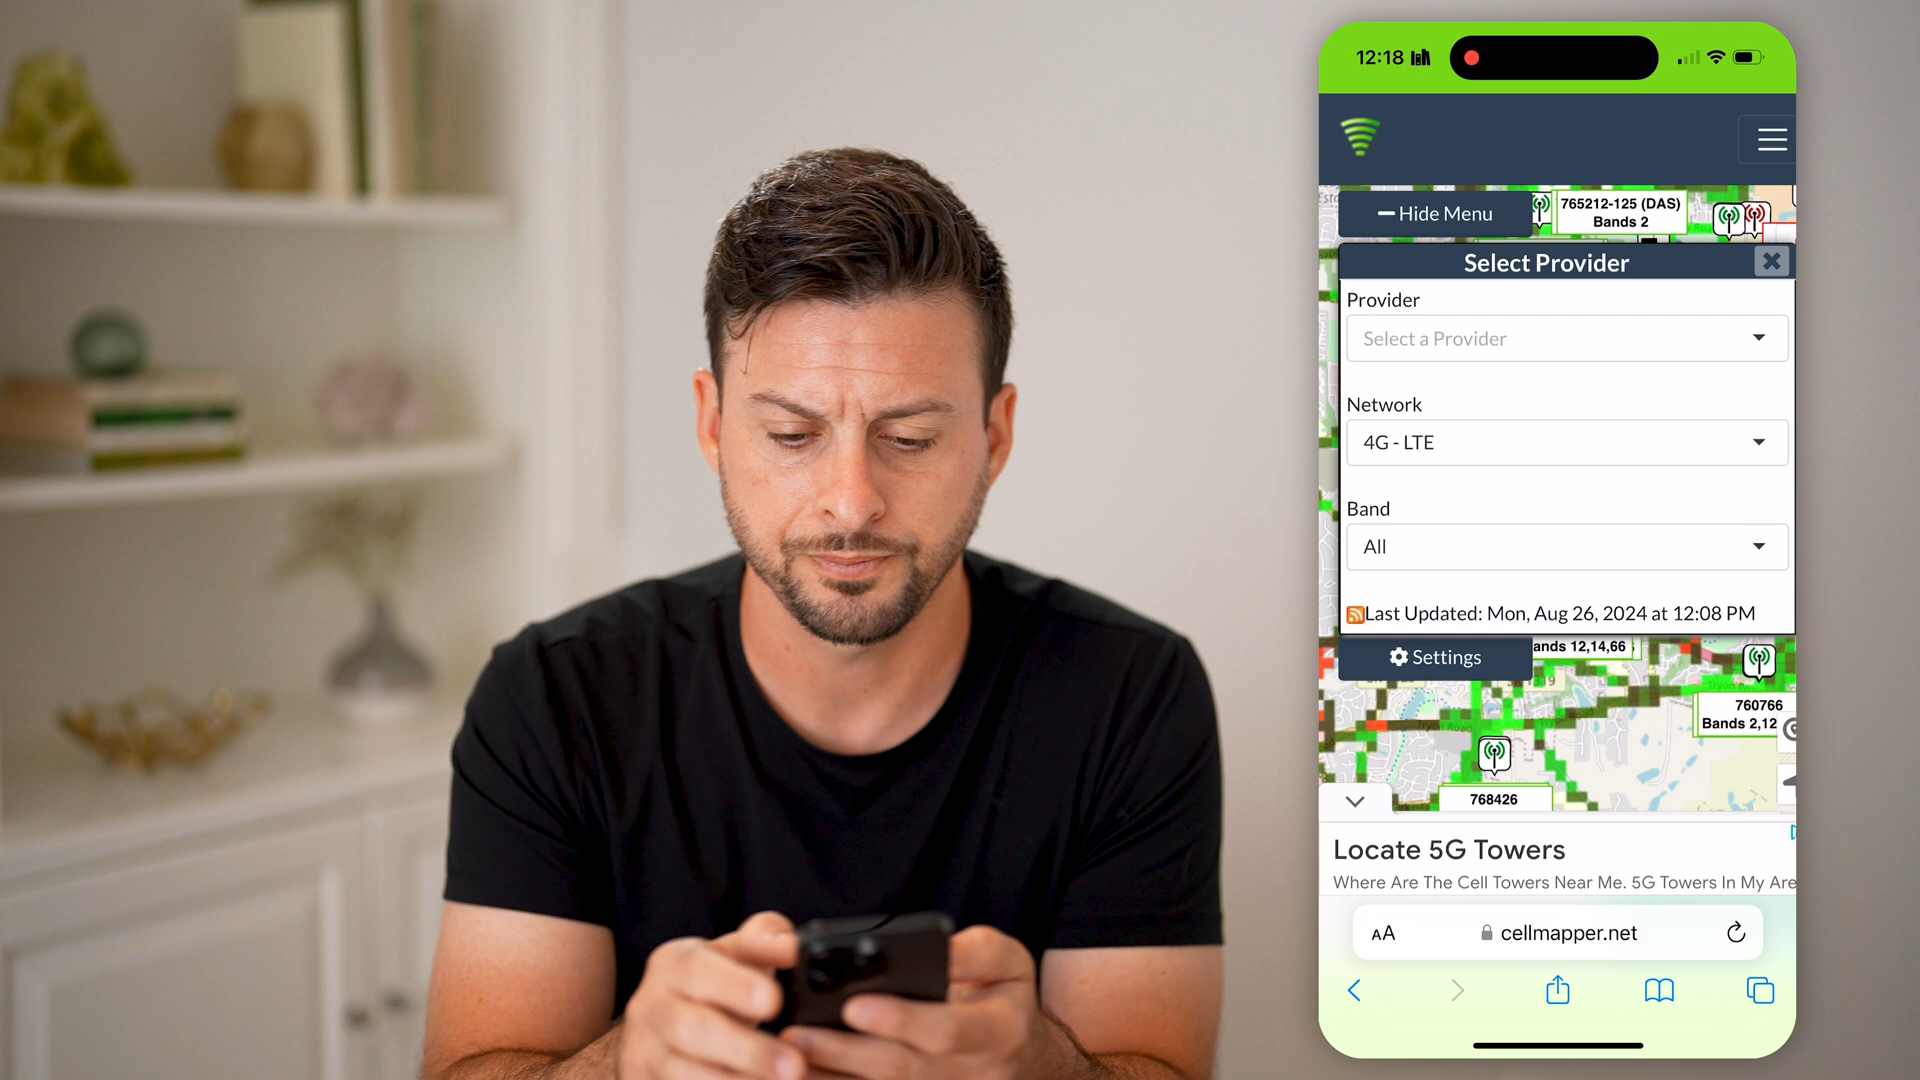 12:18
Hide Menu
765212-125 (DAS)
Bands 2
Select Provider
Provider
Select a Provider
Network
4G - LTE
Band
All
Last Updated: Mon, Aug 26, 2024 at 12:08 PM
Settings
ands 12,14,66
760766
Bands 2,12
768426
Locate 5G Towers
Where Are The Cell Towers Near Me. 5G Towers In My Are
AA
cellmapper.net